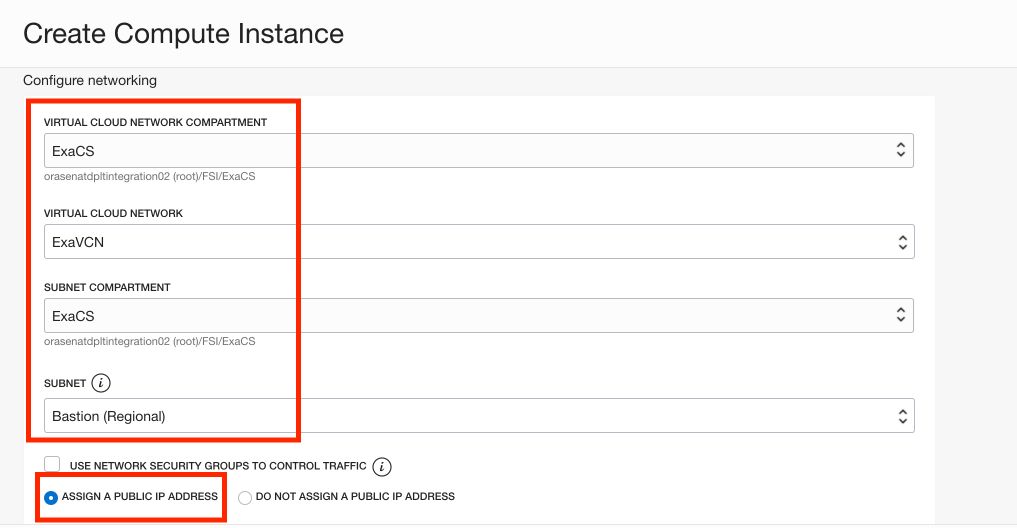 Create Compute Instance
Configure networking
VIRTUAL CLOUD NETWORK COMPARTMENT
ExaCS
orasenatdpltintegration02 (root)/FSI/ExaCS
VIRTUAL CLOUD NETWORK
ExaVCN
SUBNET COMPARTMENT
ExaCS
orasenatdpltintegration02 (root)/FSI/ExaCS
SUBNET i
Bastion (Regional)
USE NETWORK SECURITY GROUPS TO CONTROL TRAFFIC i
ASSIGN A PUBLIC IP ADDRESS DO NOT ASSIGN A PUBLIC IP ADDRESS